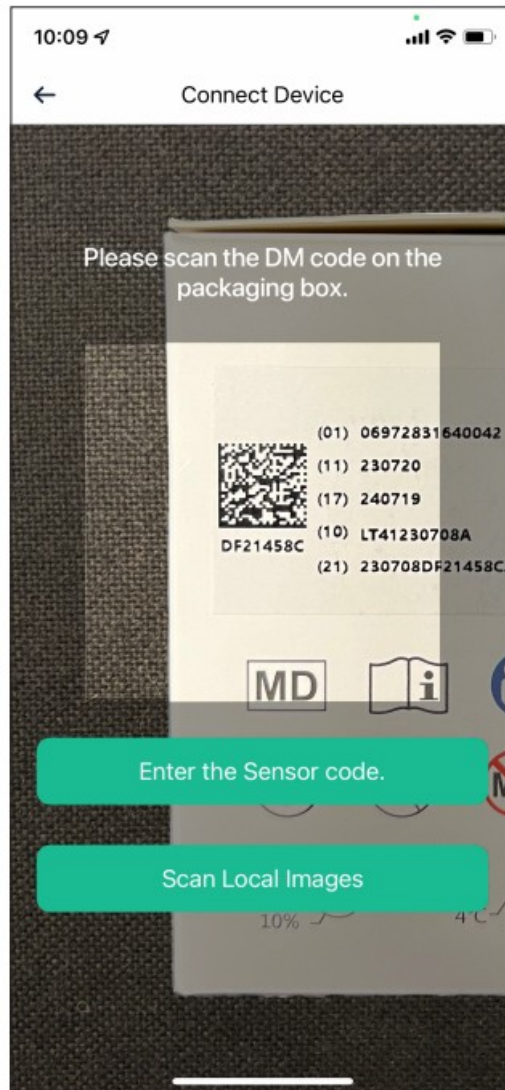 10:09
Connect Device
Please scan the DM code on the
packaging box.
(01) 06972831640042
(11) 230720
(17) 240719
(10) LT41230708A
DF21458C
(21) 230708DF21458C
MD
i
Enter the Sensor code.
Scan Local Images
10%
4°C